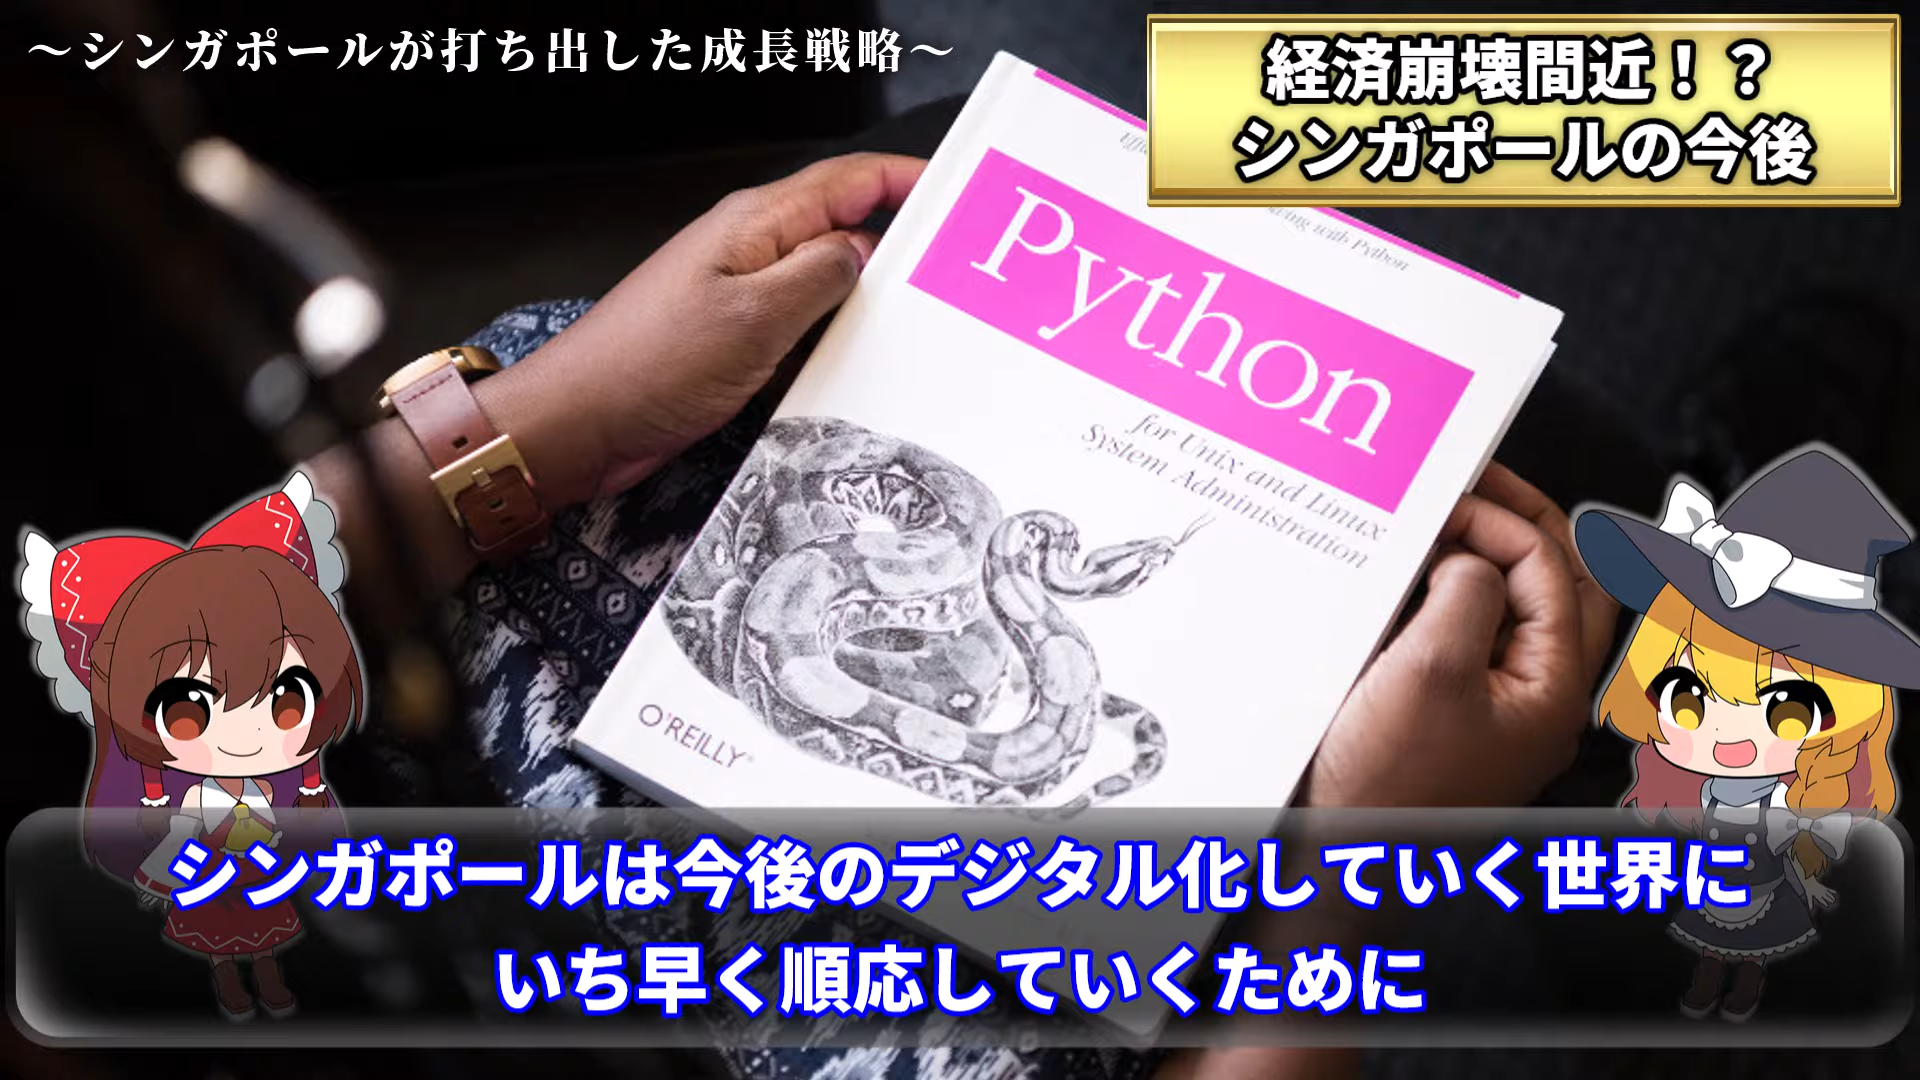 ～シンガポールが打ち出した成長戦略～
経済崩壊間近！？
シンガポールの今後
with Python
Python
for Unix and Linux
System Administration
O'REILLY
シンガポールは今後のデジタル化していく世界に
いち早く順応していくために